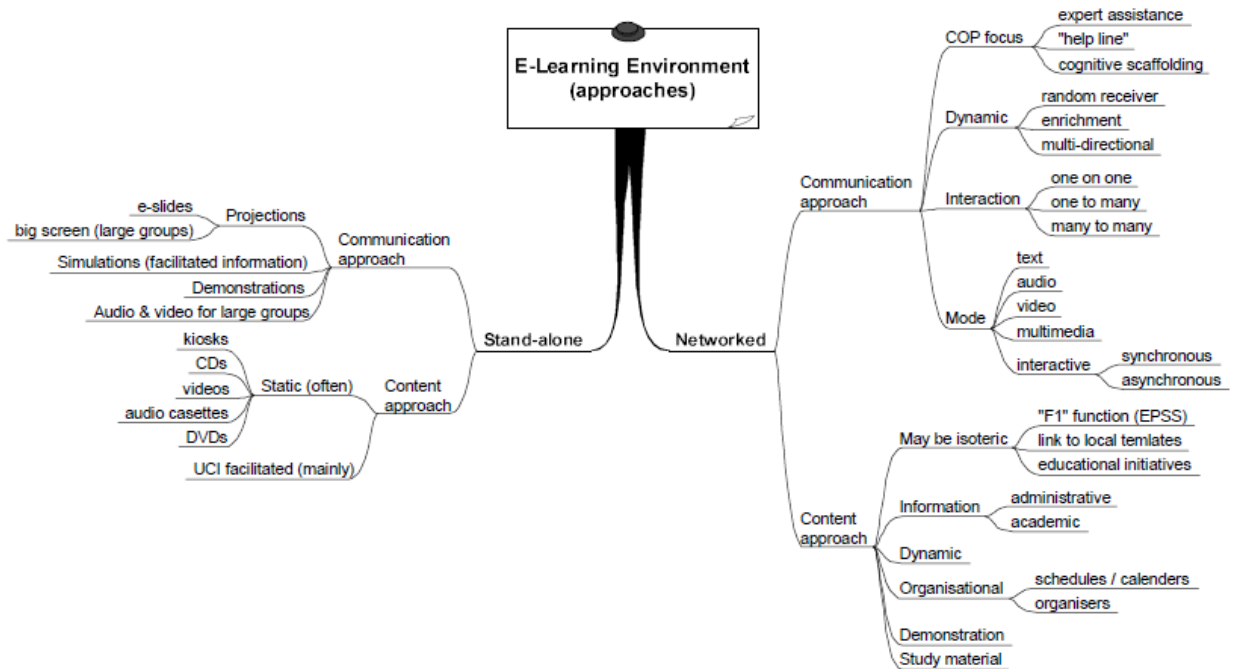 E-Learning Environment
(approaches)
Stand-alone
Communication
approach
Projections
e-slides
big screen (large groups)
Simulations (facilitated information)
Demonstrations
Audio & video for large groups
Content
approach
Static (often)
kiosks
CDs
videos
audio casettes
DVDs
UCI facilitated (mainly)
Networked
Communication
approach
COP focus
expert assistance
"help line"
cognitive scaffolding
Dynamic
random receiver
enrichment
multi-directional
Interaction
one on one
one to many
many to many
Mode
text
audio
video
multimedia
interactive
synchronous
asynchronous
Content
approach
May be isoteric
"F1" function (EPSS)
link to local temlates
educational initiatives
Information
administrative
academic
Dynamic
Organisational
schedules / calenders
organisers
Demonstration
Study material